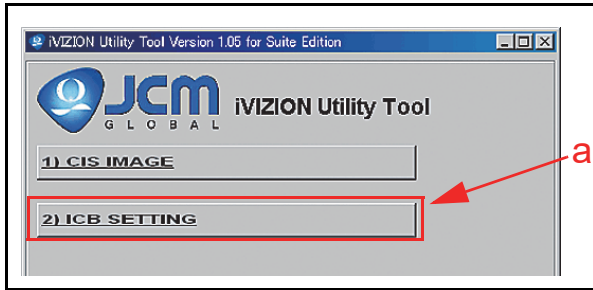 iVIZION Utility Tool Version 1.05 for Suite Edition
JCM iVIZION Utility Tool
GLOBAL
1) CIS IMAGE
a
2) ICB SETTING